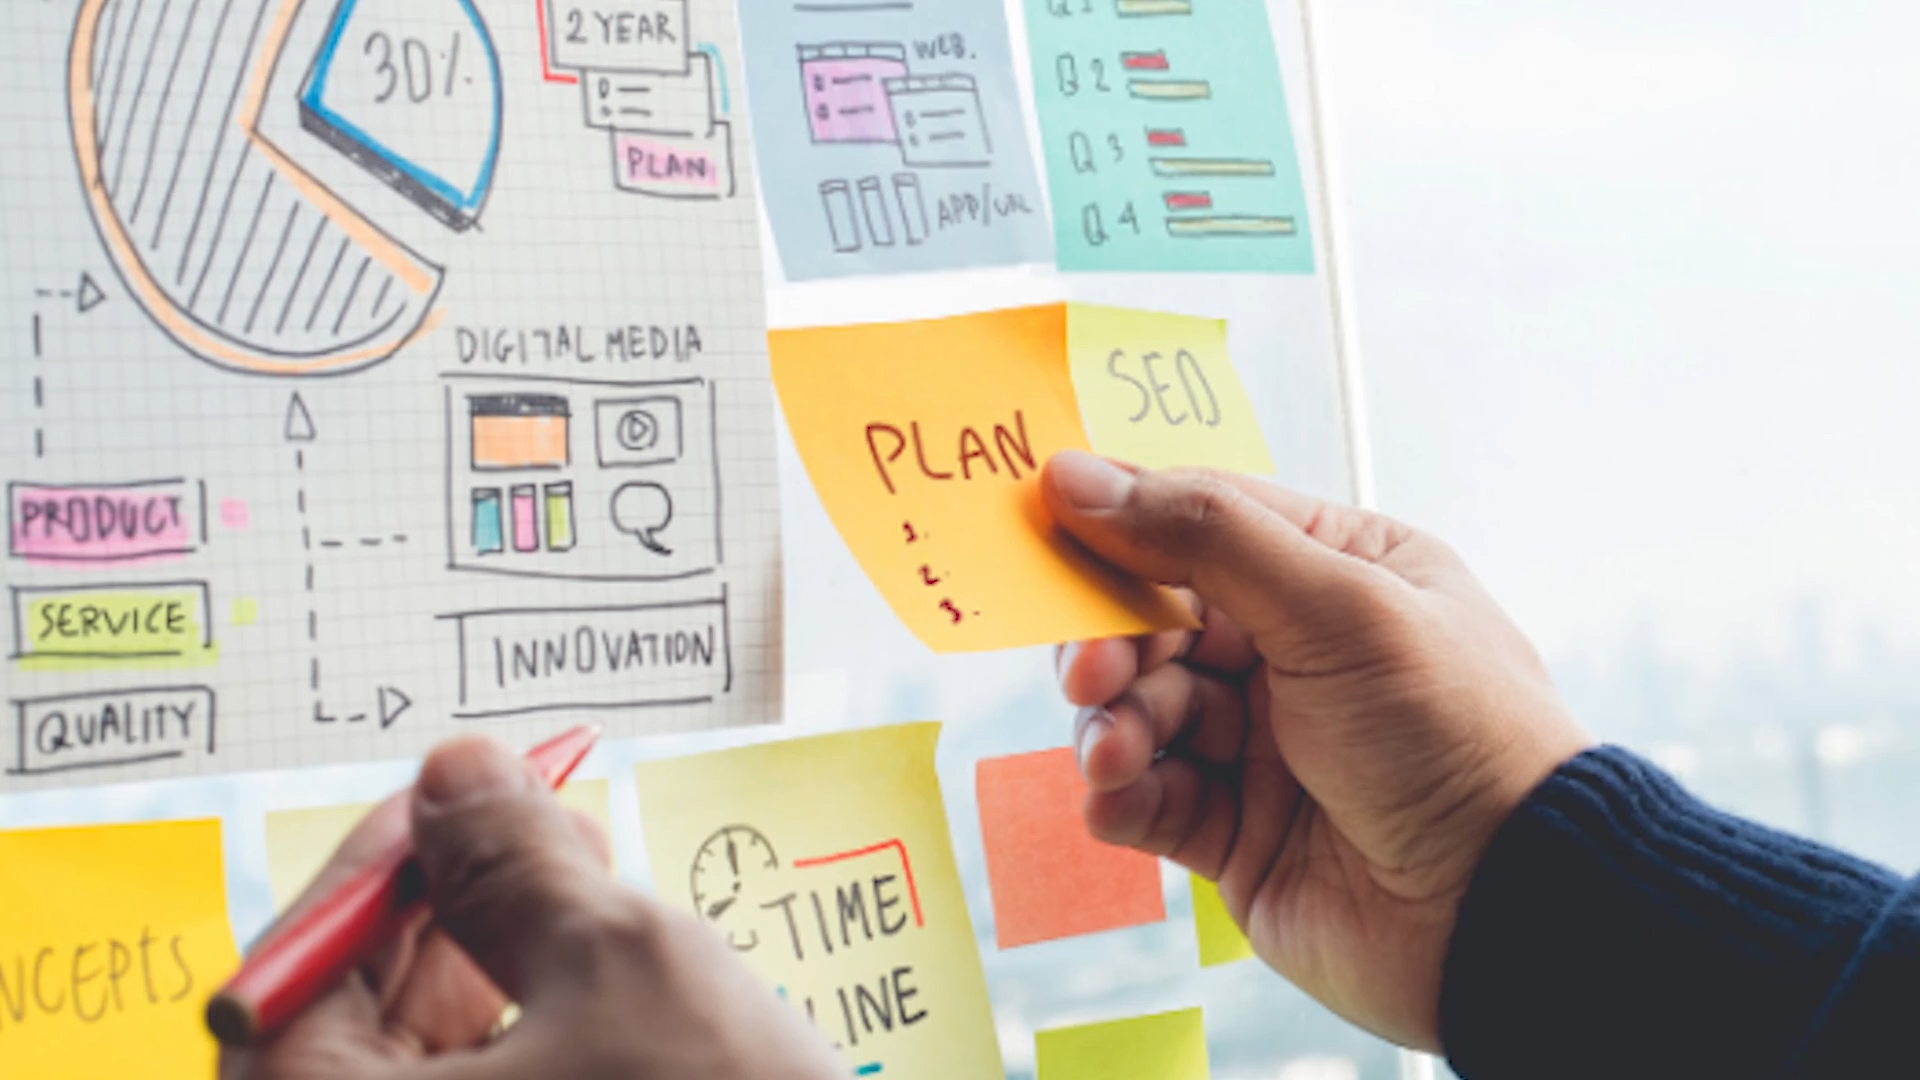 30%
2 YEAR
PLAN
DIGITAL MEDIA
PRODUCT
SERVICE
QUALITY
INNOVATION
WEB.
APP/URL
Q 2
Q 3
Q 4
PLAN
1.
2.
3.
SEO
NCEPTS
TIME
LINE